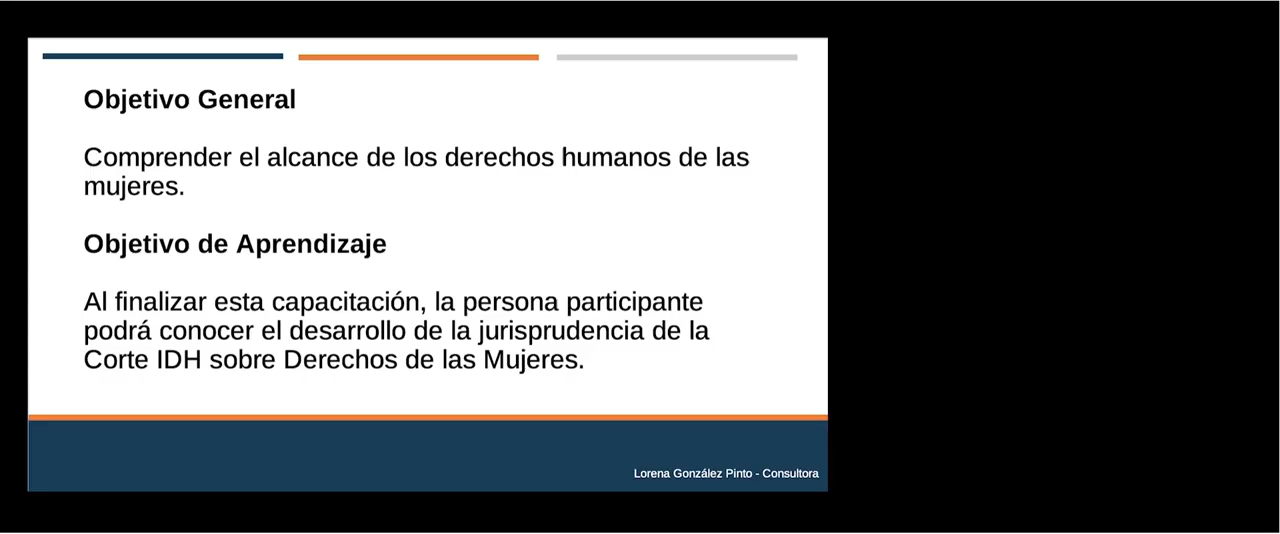 Objetivo General
Comprender el alcance de los derechos humanos de las
mujeres.
Objetivo de Aprendizaje
Al finalizar esta capacitación, la persona participante
podrá conocer el desarrollo de la jurisprudencia de la
Corte IDH sobre Derechos de las Mujeres.
Lorena González Pinto - Consultora